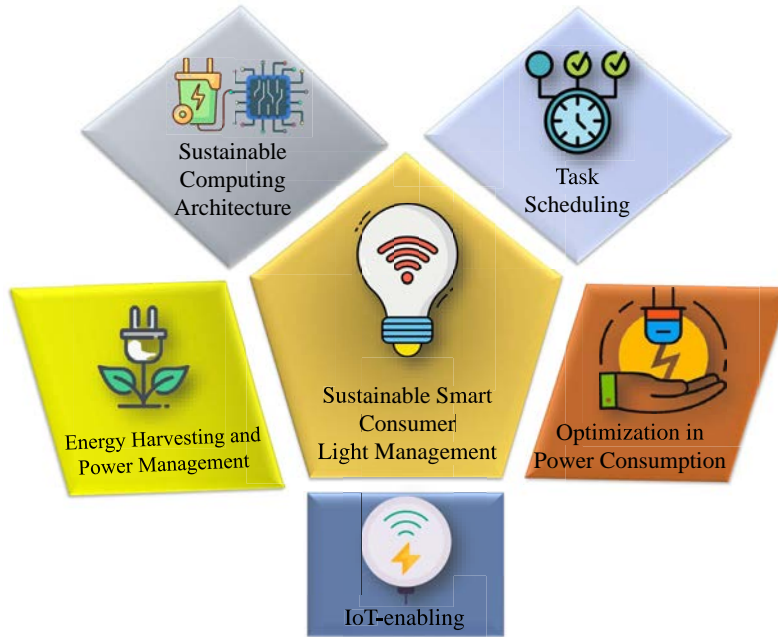 Sustainable
Computing
Architecture
Task
Scheduling
Sustainable Smart
Consumer
Light Management
Energy Harvesting and
Power Management
Optimization in
Power Consumption
IoT-enabling